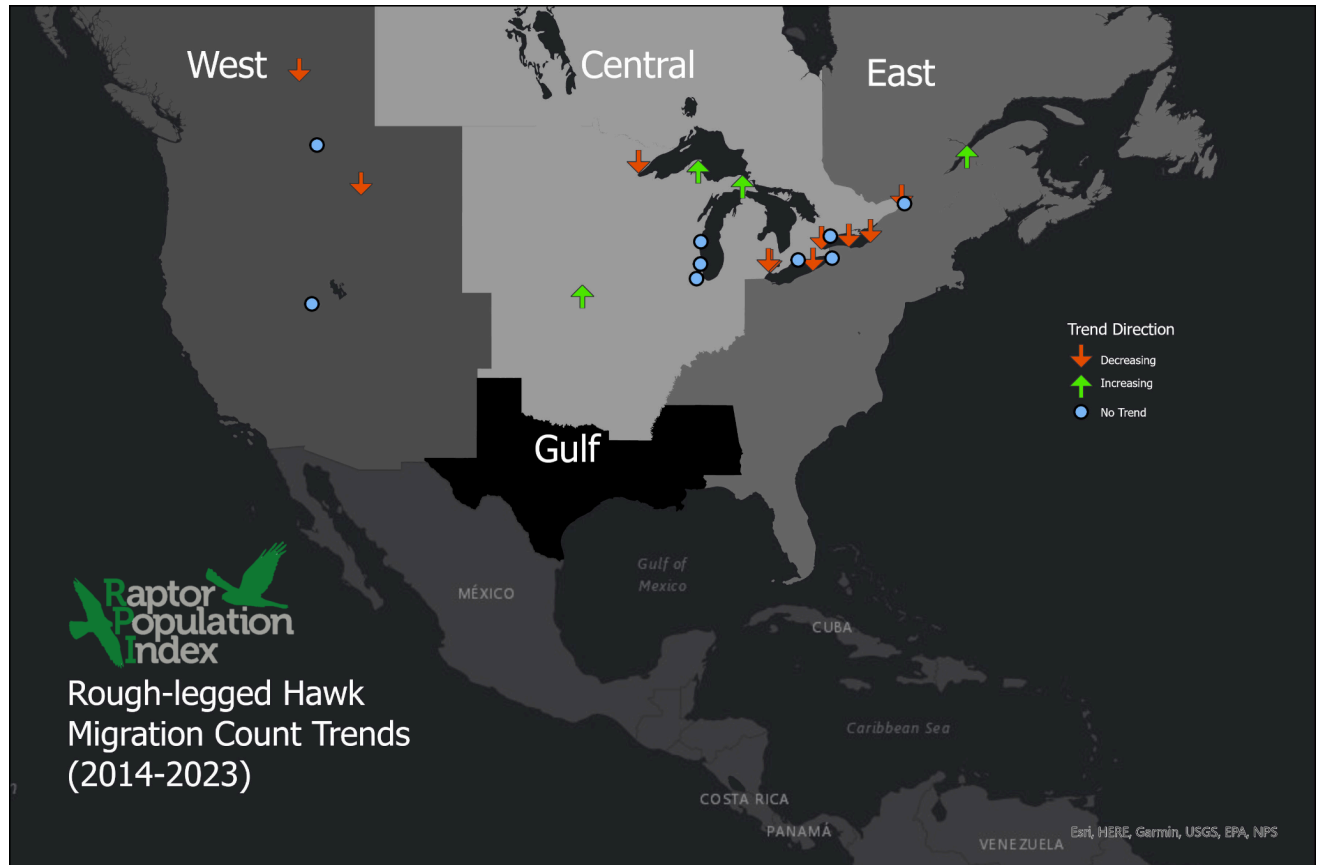 West
Central
East
Trend Direction
Decreasing
Increasing
No Trend
Gulf
Gulf of
Mexico
MÉXICO
CUBA
Caribbean Sea
COSTA RICA
PANAMÁ
VENEZUELA
Raptor
Population
Index
Rough-legged Hawk
Migration Count Trends
(2014-2023)
Esri, HERE, Garmin, USGS, EPA, NPS